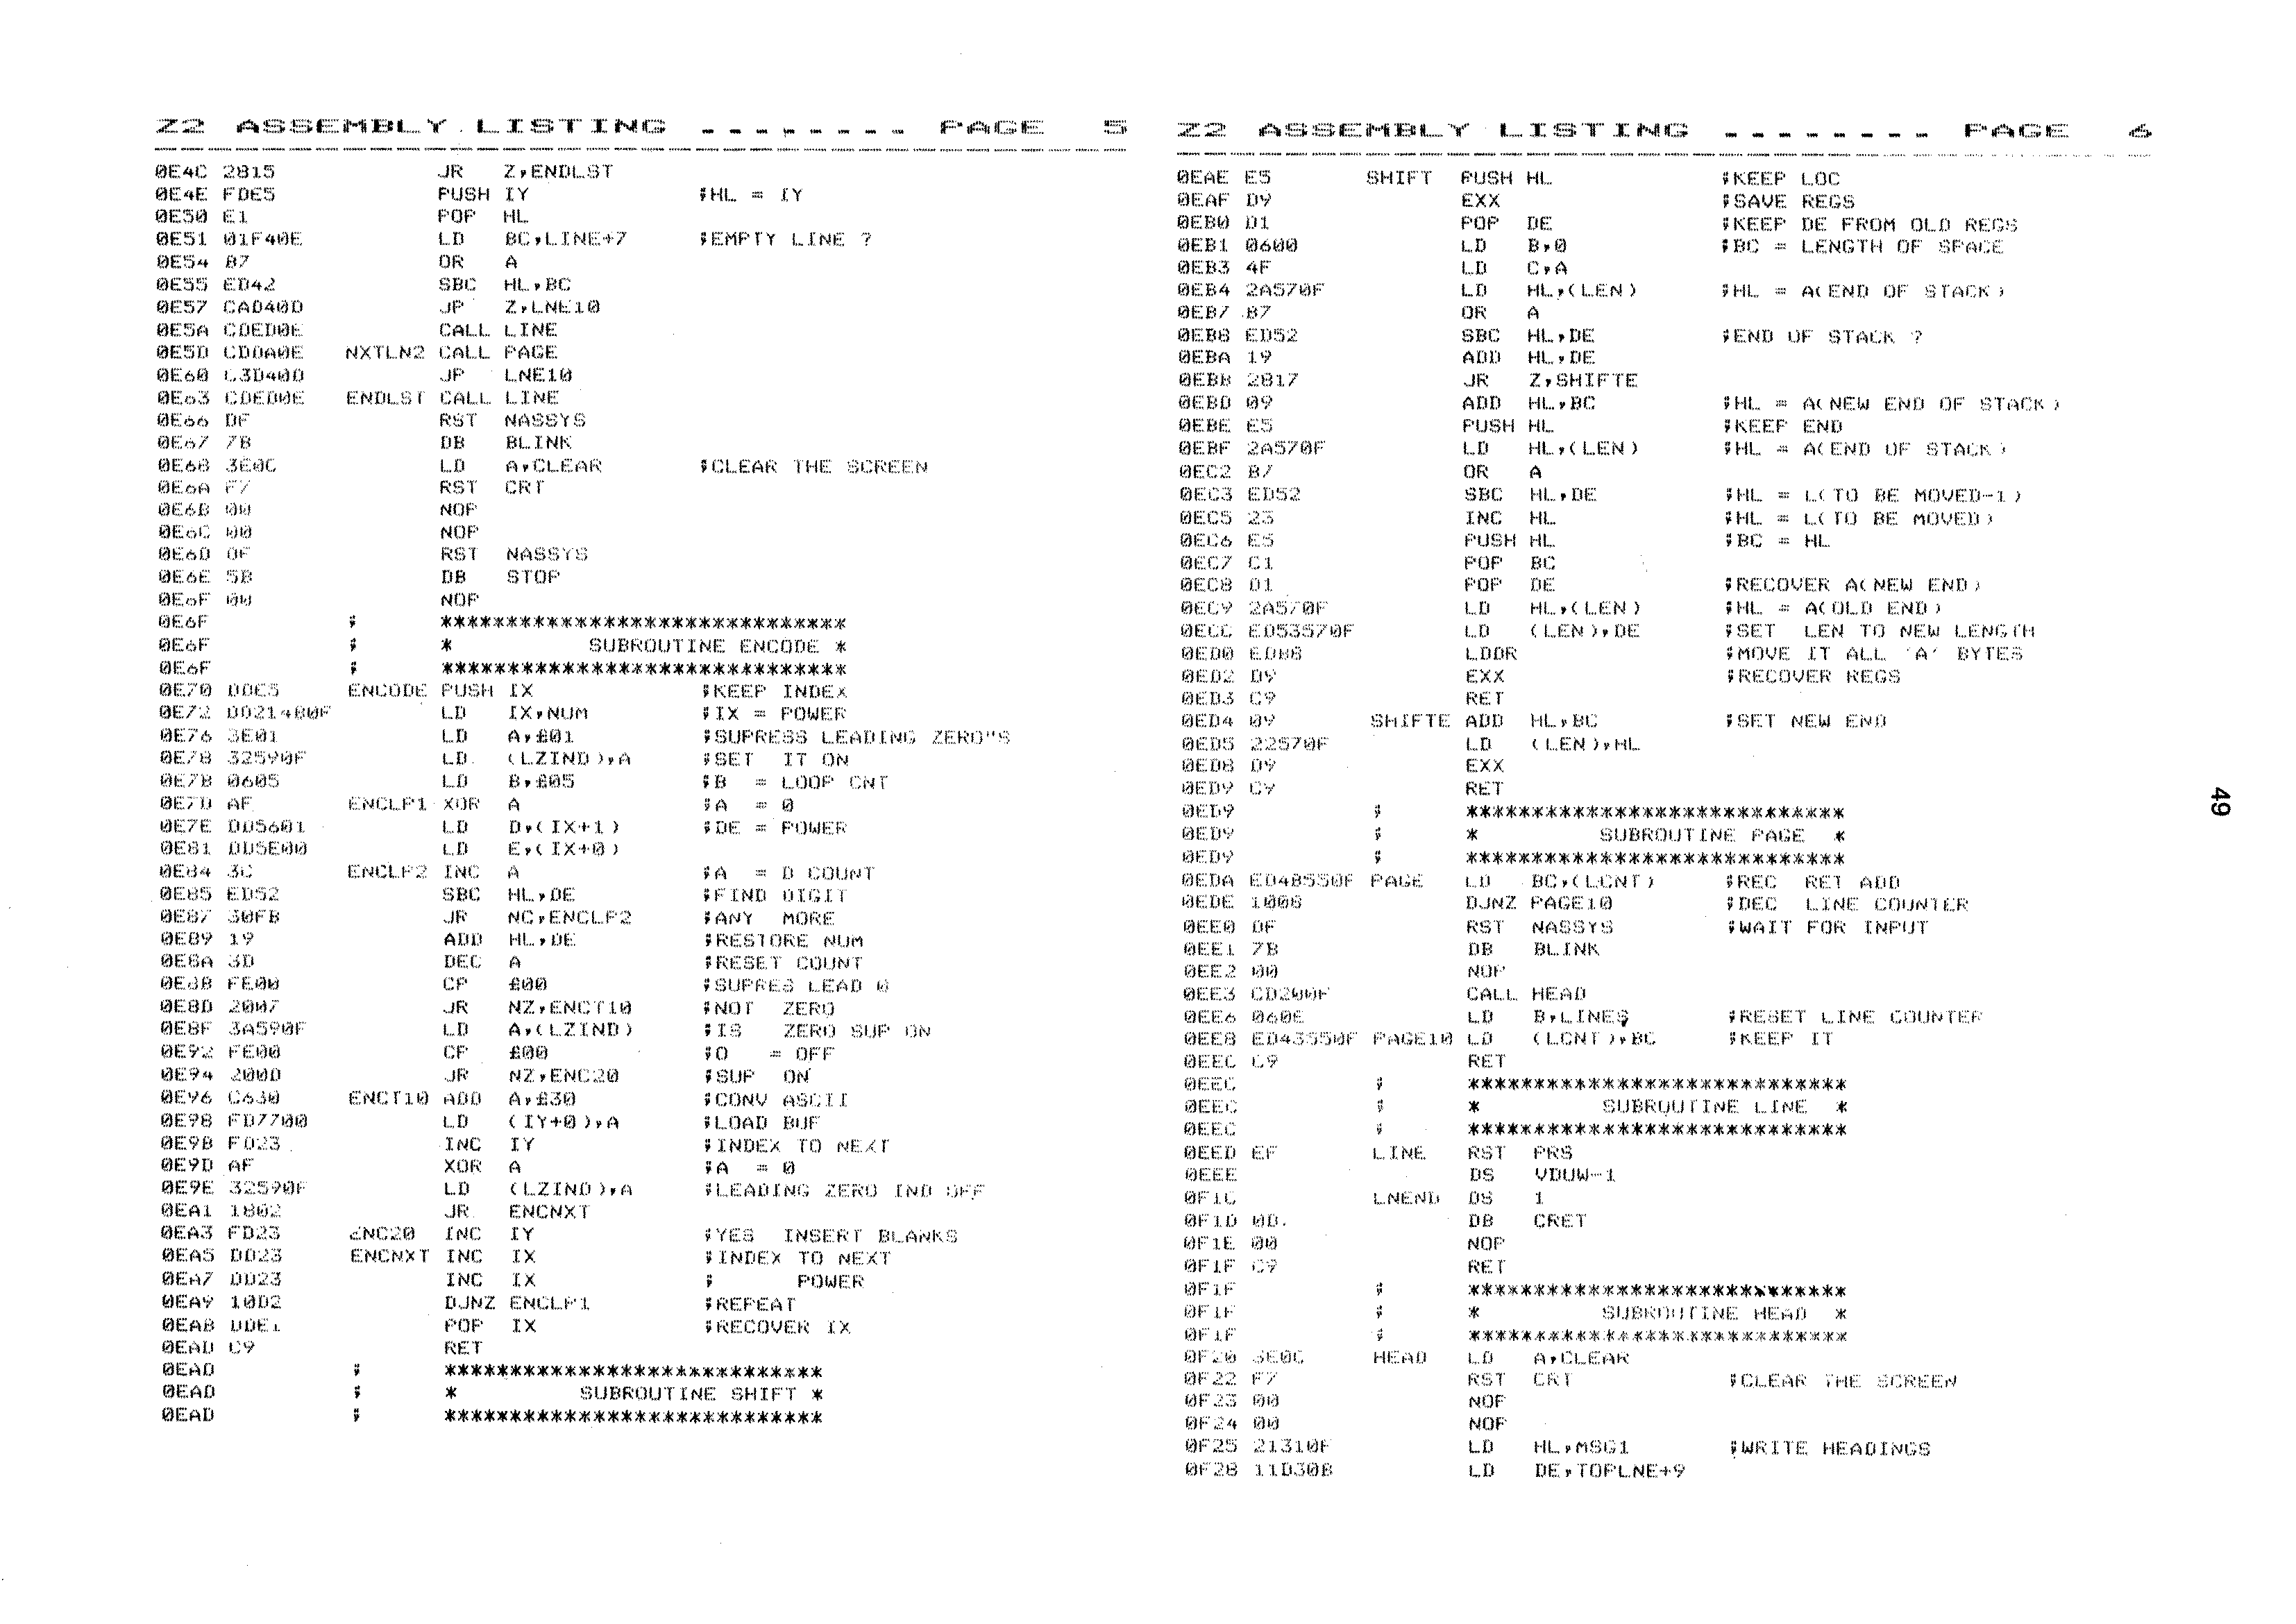 Z2 ASSEMBLY LISTING ........ PAGE 5
0E4C 2815 JR Z,ENDLST
0E4E FDE5 PUSH IY ;HL = IY
0E50 E1 POP HL
0E51 01F40E LD BC,LINE+7 ;EMPTY LINE ?
0E54 B7 OR A
0E55 ED42 SBC HL,BC
0E57 CAD40D JP Z,LNE10
0E5A CDED0E CALL LINE
0E5D CDDA0E NXTLN2 CALL PAGE
0E60 C3D40D JP LNE10
0E63 CDED0E ENDLST CALL LINE
0E66 DF RST NASSYS
0E67 7B DB BLINK
0E68 3E0C LD A,CLEAR ;CLEAR THE SCREEN
0E6A F7 RST CRT
0E6B 00 NOP
0E6C 00 NOP
0E6D DF RST NASSYS
0E6E 5B DB STOP
0E6F 00 NOP
0E6F ; *******************************
0E6F ; * SUBROUTINE ENCODE *
0E6F ; *******************************
0E70 DDE5 ENCODE PUSH IX ;KEEP INDEX
0E72 DD214B0F LD IX,NUM ;IX = POWER
0E76 3E01 LD A,£01 ;SUPRESS LEADING ZERO"S
0E78 32590F LD (LZIND),A ;SET IT ON
0E7B 0605 LD B,£05 ;B = LOOP CNT
0E7D AF ENCLP1 XOR A ;A = 0
0E7E DD5601 LD D,(IX+1) ;DE = POWER
0E81 DD5E00 LD E,(IX+0)
0E84 3C ENCLP2 INC A ;A = D COUNT
0E85 ED52 SBC HL,DE ;FIND DIGIT
0E87 30FB JR NC,ENCLP2 ;ANY MORE
0E89 19 ADD HL,DE ;RESTORE NUM
0E8A 3D DEC A ;RESET COUNT
0E8B FE00 CP £00 ;SUPRES LEAD 0
0E8D 2007 JR NZ,ENCT10 ;NOT ZERO
0E8F 3A590F LD A,(LZIND) ;IS ZERO SUP ON
0E92 FE00 CP £00 ;O = OFF
0E94 200D JR NZ,ENC20 ;SUP ON
0E96 C630 ENCT10 ADD A,£30 ;CONV ASCII
0E98 FD7700 LD (IY+0),A ;LOAD BUF
0E9B FD23 INC IY ;INDEX TO NEXT
0E9D AF XOR A ;A = 0
0E9E 32590F LD (LZIND),A ;LEADING ZERO IND OFF
0EA1 1802 JR ENCNXT
0EA3 FD23 ENC20 INC IY ;YES INSERT BLANKS
0EA5 DD23 ENCNXT INC IX ;INDEX TO NEXT
0EA7 DD23 INC IX ; POWER
0EA9 10D2 DJNZ ENCLP1 ;REPEAT
0EAB DDE1 POP IX ;RECOVER IX
0EAD C9 RET
0EAD ; *****************************
0EAD ; * SUBROUTINE SHIFT *
0EAD ; *****************************
Z2 ASSEMBLY LISTING ........ PAGE 6
0EAE E5 SHIFT PUSH HL ;KEEP LOC
0EAF D9 EXX ;SAVE REGS
0EB0 D1 POP DE ;KEEP DE FROM OLD REGS
0EB1 0600 LD B,0 ;BC = LENGTH OF SPACE
0EB3 4F LD C,A
0EB4 2A570F LD HL,(LEN) ;HL = A(END OF STACK)
0EB7 B7 OR A
0EB8 ED52 SBC HL,DE ;END OF STACK ?
0EBA 19 ADD HL,DE
0EBB 2817 JR Z,SHIFTE
0EBD 09 ADD HL,BC ;HL = A(NEW END OF STACK)
0EBE E5 PUSH HL ;KEEP END
0EBF 2A570F LD HL,(LEN) ;HL = A(END OF STACK)
0EC2 B7 OR A
0EC3 ED52 SBC HL,DE ;HL = L(TO BE MOVED-1)
0EC5 23 INC HL ;HL = L(TO BE MOVED)
0EC6 E5 PUSH HL ;BC = HL
0EC7 C1 POP BC
0EC8 D1 POP DE ;RECOVER A(NEW END)
0EC9 2A570F LD HL,(LEN) ;HL = A(OLD END)
0ECC ED53570F LD (LEN),DE ;SET LEN TO NEW LENGTH
0ED0 EDB8 LDDR ;MOVE IT ALL 'A' BYTES
0ED2 D9 EXX ;RECOVER REGS
0ED3 C9 RET
0ED4 09 SHIFTE ADD HL,BC ;SET NEW END
0ED5 22570F LD (LEN),HL
0ED8 D9 EXX
0ED9 C9 RET
0ED9 ; *****************************
0ED9 ; * SUBROUTINE PAGE *
0ED9 ; *****************************
0EDA ED4B550F PAGE LD BC,(LCNT) ;REC RET ADD
0EDE 1008 DJNZ PAGE10 ;DEC LINE COUNTER
0EE0 DF RST NASSYS ;WAIT FOR INPUT
0EE1 7B DB BLINK
0EE2 00 NOP
0EE3 CD200F CALL HEAD
0EE6 060E LD B,LINES ;RESET LINE COUNTER
0EE8 ED43550F PAGE10 LD (LCNT),BC ;KEEP IT
0EEC C9 RET
0EEC ; *****************************
0EEC ; * SUBROUTINE LINE *
0EEC ; *****************************
0EED EF LINE RST PRS
0EEE DS VDUW-1
0F1C LNEND DS 1
0F1D 0D DB CRET
0F1E 00 NOP
0F1F C9 RET
0F1F ; *****************************
0F1F ; * SUBROUTINE HEAD *
0F1F ; *****************************
0F20 3E0C HEAD LD A,CLEAR
0F22 F7 RST CRT ;CLEAR THE SCREEN
0F23 00 NOP
0F24 00 NOP
0F25 21310F LD HL,MSG1 ;WRITE HEADINGS
0F28 11D30B LD DE,TOPLNE+9
49